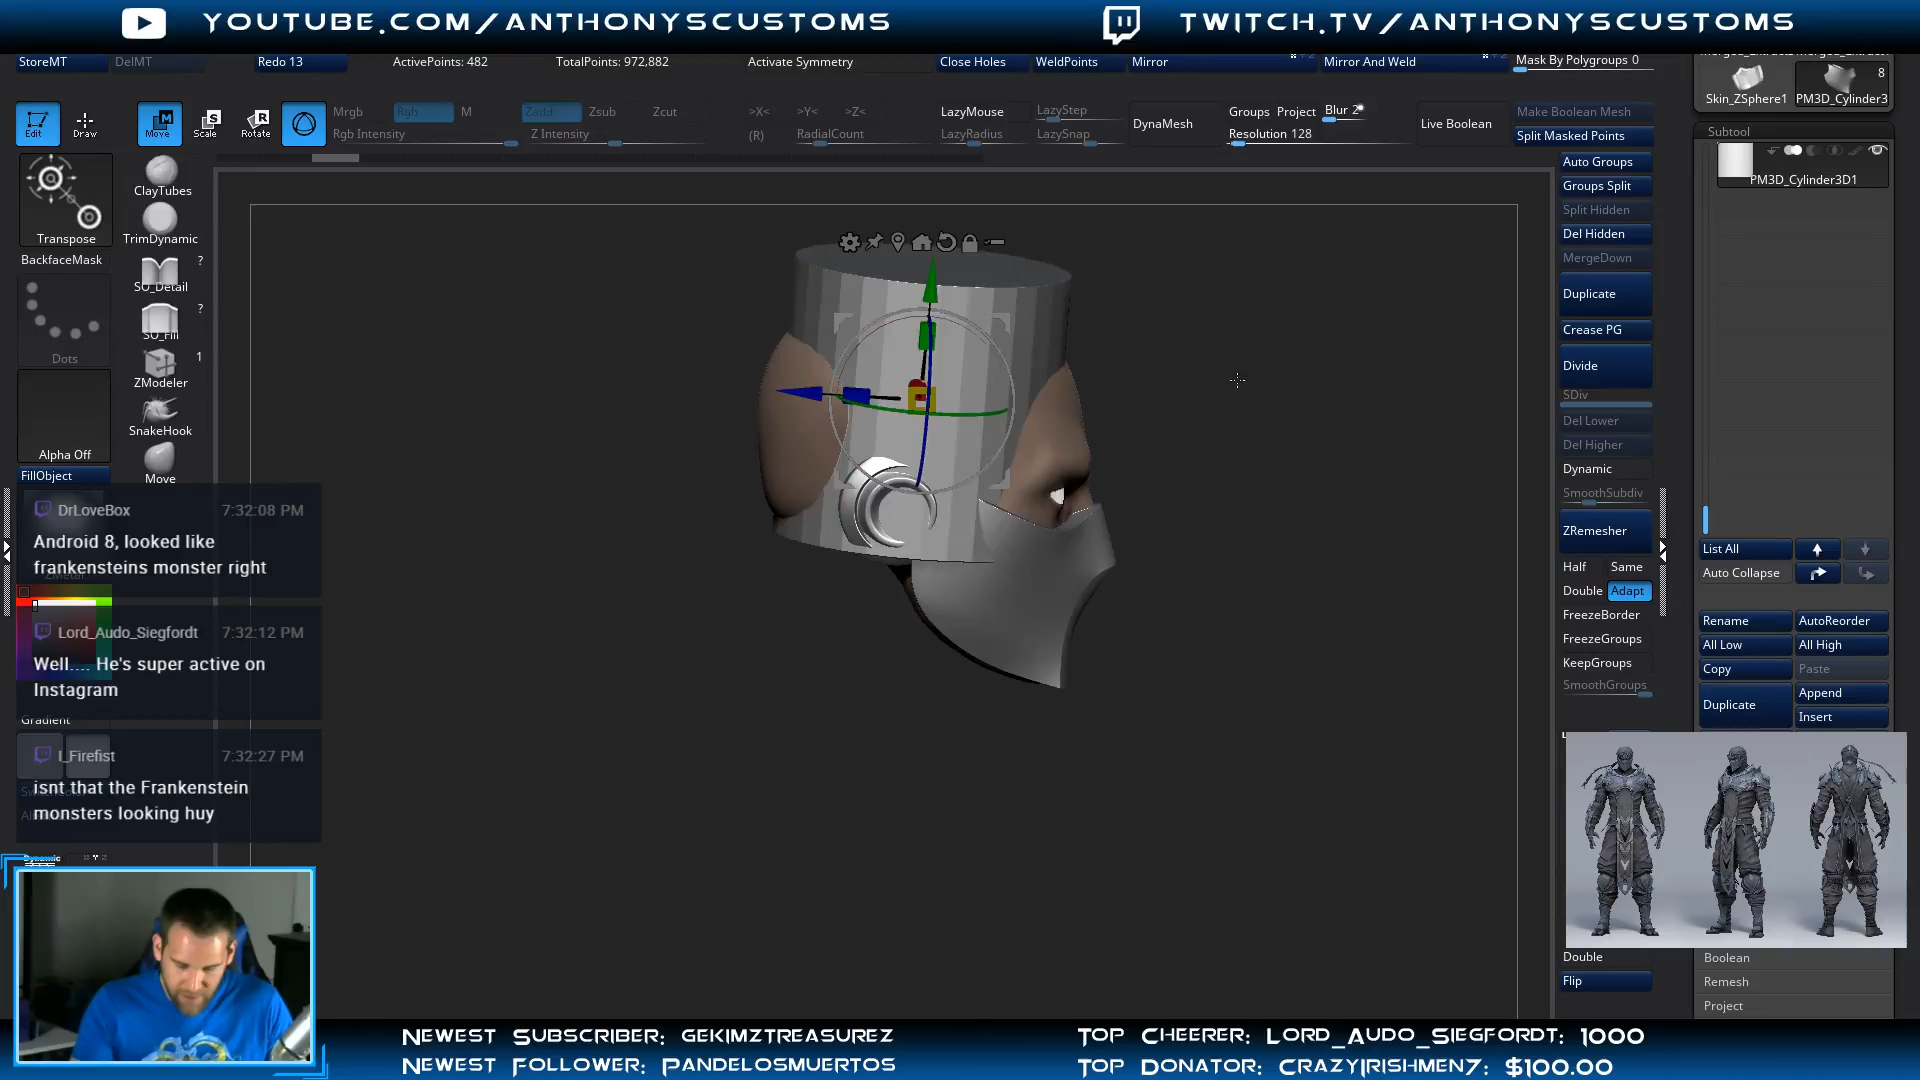 YOUTUBE.COM/ANTHONYSCUSTOMS
TWITCH.TV/ANTHONYSCUSTOMS
StoreMT
DelMT
Redo 13
ActivePoints: 482
TotalPoints: 972,882
Activate Symmetry
Close Holes
WeldPoints
Mirror
Mirror And Weld
Mask By Polygroups 0
Skin_ZSphere1
8
PM3D_Cylinder3
Edit
Draw
Move
Scale
Rotate
Mrgb
Rgb
M
Zadd
Zsub
Zcut
Rgb Intensity
Z Intensity
>X<
>Y<
>Z<
(R)
RadialCount
LazyMouse
LazyStep
LazyRadius
LazySnap
DynaMesh
Groups
Project
Blur 2
Resolution 128
Live Boolean
Make Boolean Mesh
Split Masked Points
Subtool
PM3D_Cylinder3D1
Transpose
BackfaceMask
Dots
Alpha Off
FillObject
ClayTubes
TrimDynamic
?
SO_Detail
?
SO_Fill
1
ZModeler
SnakeHook
Move
Auto Groups
Groups Split
Split Hidden
Del Hidden
MergeDown
Duplicate
Crease PG
Divide
SDiv
Del Lower
Del Higher
Dynamic
SmoothSubdiv
ZRemesher
Half
Same
Double
Adapt
FreezeBorder
FreezeGroups
KeepGroups
SmoothGroups
List All
Auto Collapse
Rename
AutoReorder
All Low
All High
Copy
Paste
Duplicate
Append
Insert
DrLoveBox
7:32:08 PM
Android 8, looked like
frankensteins monster right
Lord_Audo_Siegfordt
7:32:12 PM
Well.... He's super active on
Instagram
Gradient
I_Firefist
7:32:27 PM
isnt that the Frankenstein
monsters looking huy
Dynamic
Double
Flip
Boolean
Remesh
Project
Newest Subscriber: gekimztreasurez
Newest Follower: Pandelosmuertos
Top Cheerer: Lord_Audo_Siegfordt: 1000
Top Donator: CrazyIrishmen7: $100.00